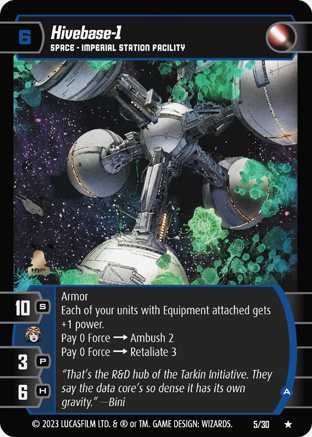 6
Hivebase-1
SPACE - IMPERIAL STATION FACILITY
10 S
Armor
Each of your units with Equipment attached gets
+1 power.
Pay 0 Force → Ambush 2
3 P
Pay 0 Force → Retaliate 3
6 H
"That's the R&D hub of the Tarkin Initiative. They
say the data core's so dense it has its own
gravity." —Bini
A
© 2023 LUCASFILM LTD. & ® or TM. GAME DESIGN: WIZARDS.
5/30